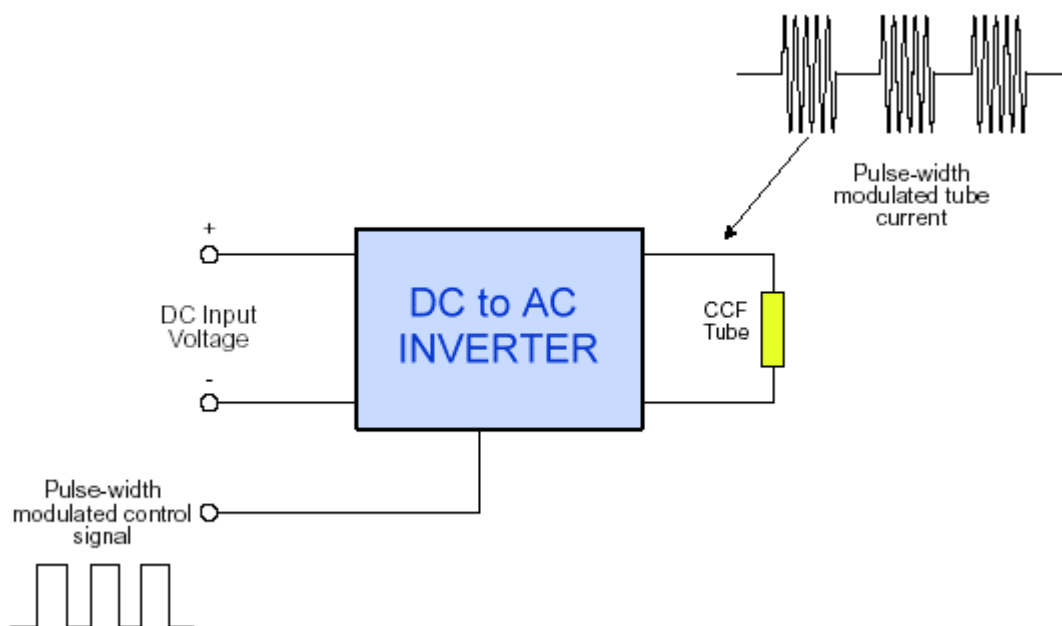 Pulse-width
modulated tube
current
+
DC Input
Voltage
-
DC to AC
INVERTER
CCF
Tube
Pulse-width
modulated control
signal